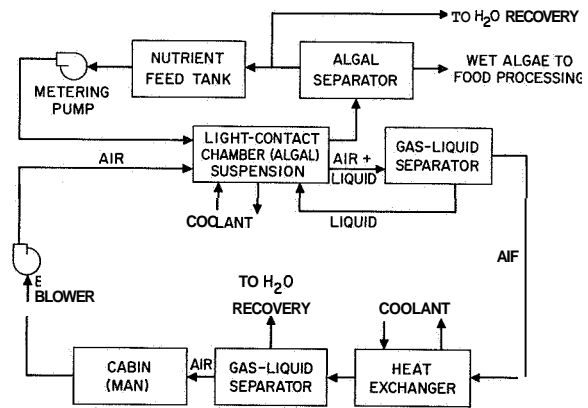 TO H₂O RECOVERY
NUTRIENT
FEED TANK
ALGAL
SEPARATOR
WET ALGAE TO
FOOD PROCESSING
METERING
PUMP
LIGHT-CONTACT
CHAMBER (ALGAL)
SUSPENSION
AIR
AIR +
LIQUID
GAS-LIQUID
SEPARATOR
COOLANT
LIQUID
AIF
E
BLOWER
TO H₂O
RECOVERY
COOLANT
CABIN
(MAN)
AIR
GAS-LIQUID
SEPARATOR
HEAT
EXCHANGER